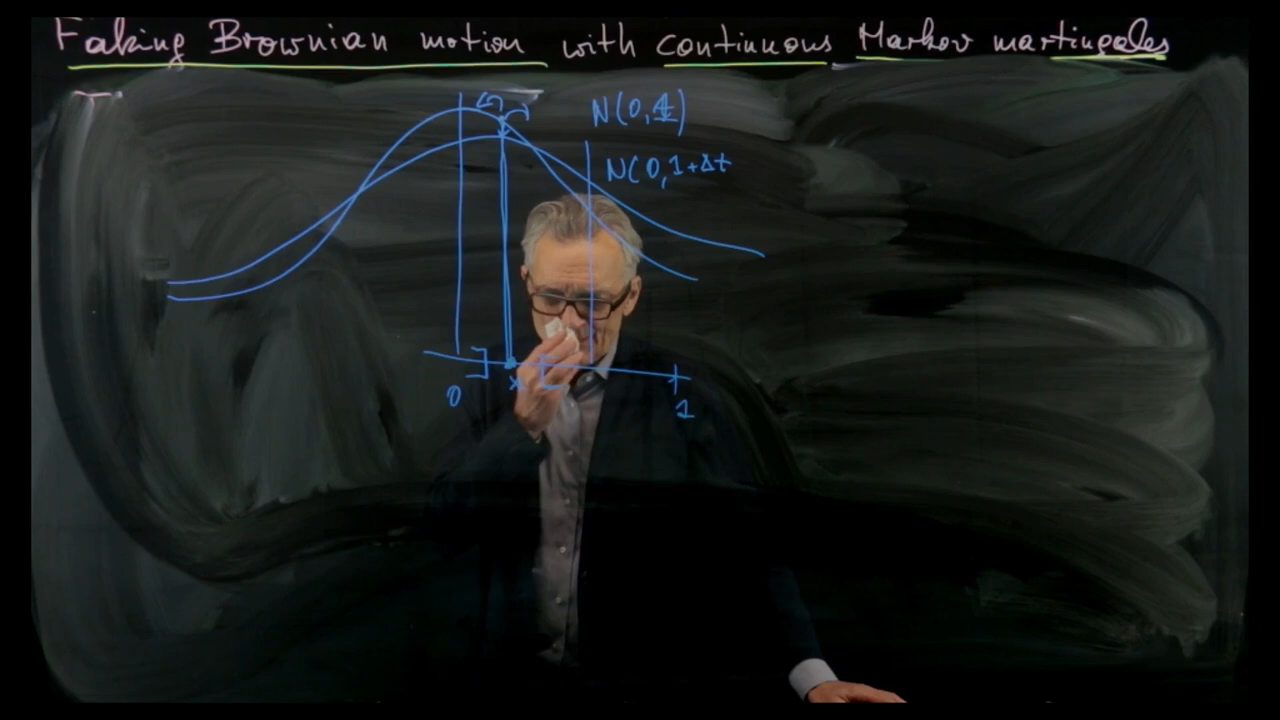 Faking Brownian motion with continuous Markov martingales
N(0,1)
N(0,1+Δt
0 x 1